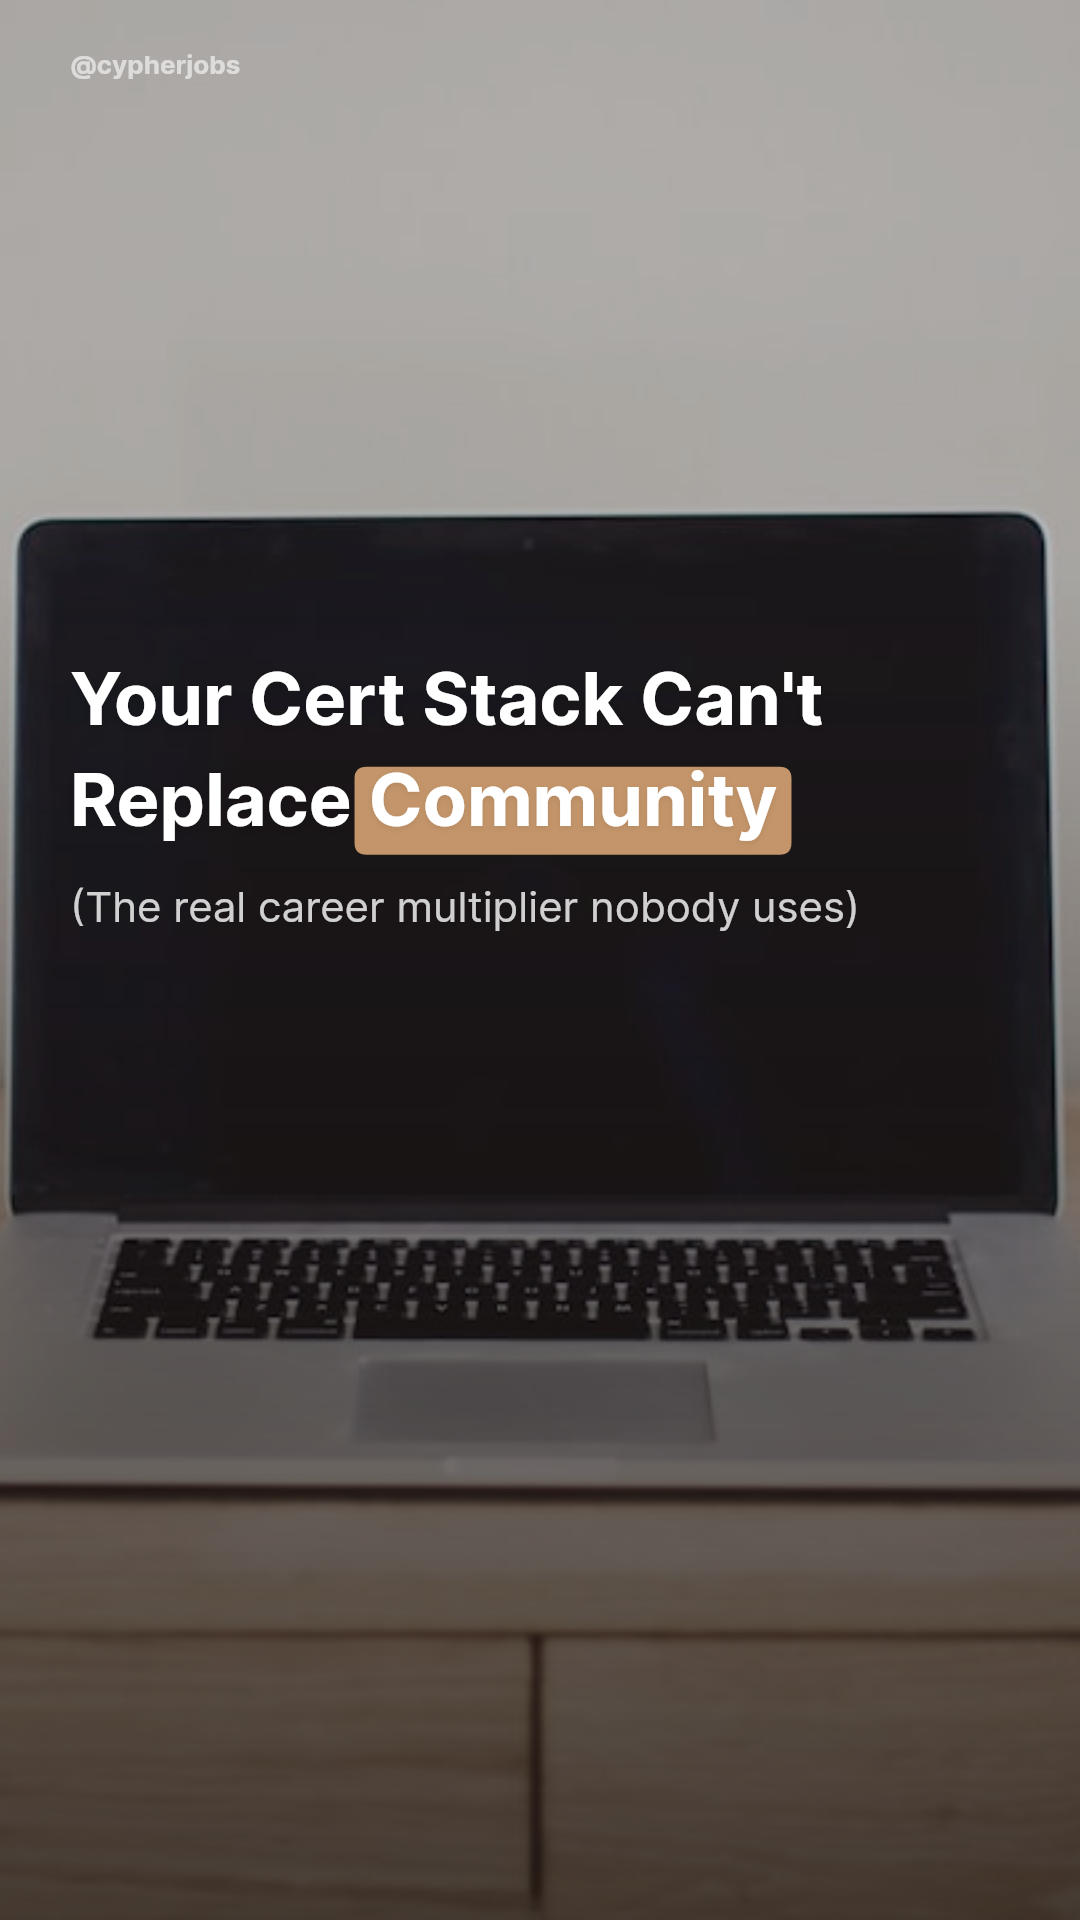 @cypherjobs
Your Cert Stack Can't
Replace Community
(The real career multiplier nobody uses)